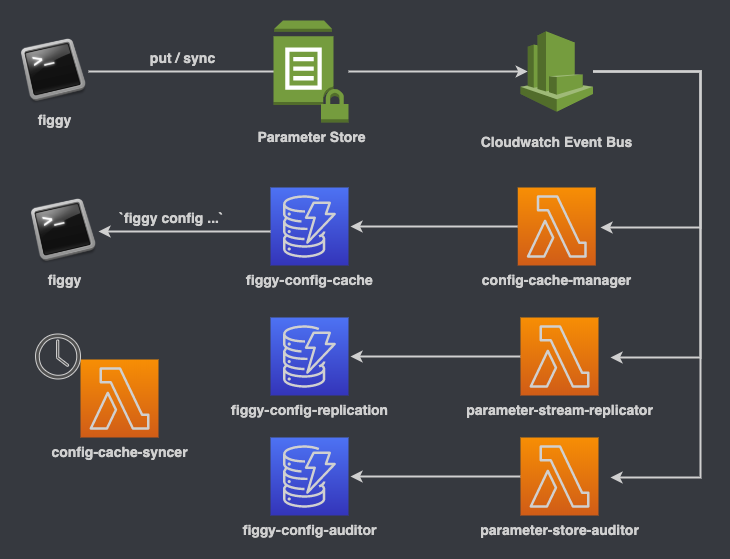 put / sync
figgy
Parameter Store
Cloudwatch Event Bus
`figgy config ...`
figgy
figgy-config-cache
config-cache-manager
figgy-config-replication
parameter-stream-replicator
config-cache-syncer
figgy-config-auditor
parameter-store-auditor